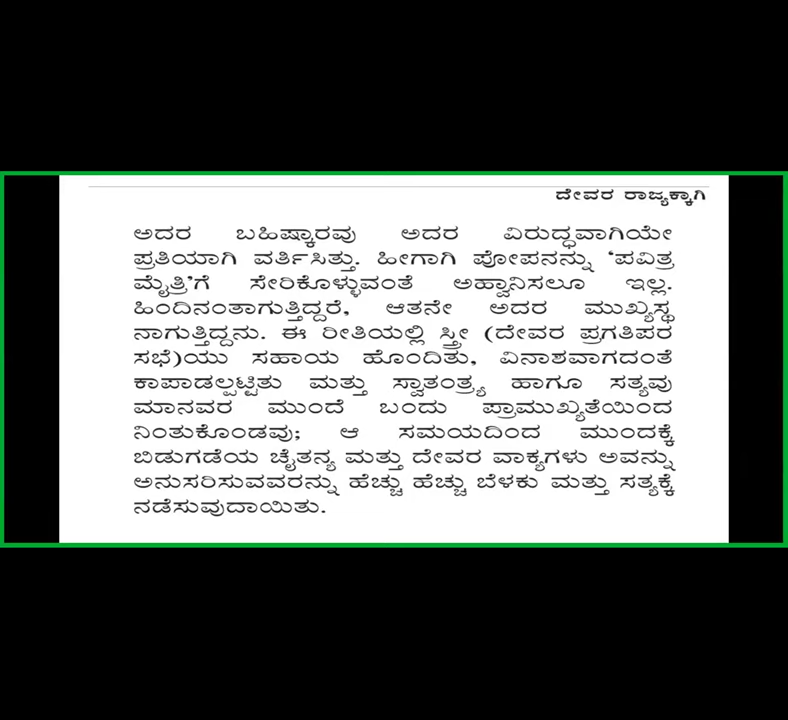 ದೇವರ ರಾಜ್ಯಕ್ಕಾಗಿ
ಅದರ ಬಹಿಷ್ಕಾರವು ಅದರ ವಿರುದ್ಧವಾಗಿಯೇ
ಪ್ರತಿಯಾಗಿ ವರ್ತಿಸಿತ್ತು. ಹೀಗಾಗಿ ಪೋಪನನ್ನು ‘ಪವಿತ್ರ
ಮೈತ್ರಿ’ಗೆ ಸೇರಿಕೊಳ್ಳುವಂತೆ ಅಹ್ವಾನಿಸಲೂ ಇಲ್ಲ.
ಹಿಂದಿನಂತಾಗುತ್ತಿದ್ದರೆ, ಆತನೇ ಅದರ ಮುಖ್ಯಸ್ಥ
ನಾಗುತ್ತಿದ್ದನು. ಈ ರೀತಿಯಲ್ಲಿ ಸ್ತ್ರೀ (ದೇವರ ಪ್ರಗತಿಪರ
ಸಭೆ)ಯು ಸಹಾಯ ಹೊಂದಿತು, ವಿನಾಶವಾಗದಂತೆ
ಕಾಪಾಡಲ್ಪಟ್ಟಿತು ಮತ್ತು ಸ್ವಾತಂತ್ರ್ಯ ಹಾಗೂ ಸತ್ಯವು
ಮಾನವರ ಮುಂದೆ ಬಂದು ಪ್ರಾಮುಖ್ಯತೆಯಿಂದ
ನಿಂತುಕೊಂಡವು; ಆ ಸಮಯದಿಂದ ಮುಂದಕ್ಕೆ
ಬಿಡುಗಡೆಯ ಚೈತನ್ಯ ಮತ್ತು ದೇವರ ವಾಕ್ಯಗಳು ಅವನ್ನು
ಅನುಸರಿಸುವವರನ್ನು ಹೆಚ್ಚು ಹೆಚ್ಚು ಬೆಳಕು ಮತ್ತು ಸತ್ಯಕ್ಕೆ
ನಡೆಸುವುದಾಯಿತು.